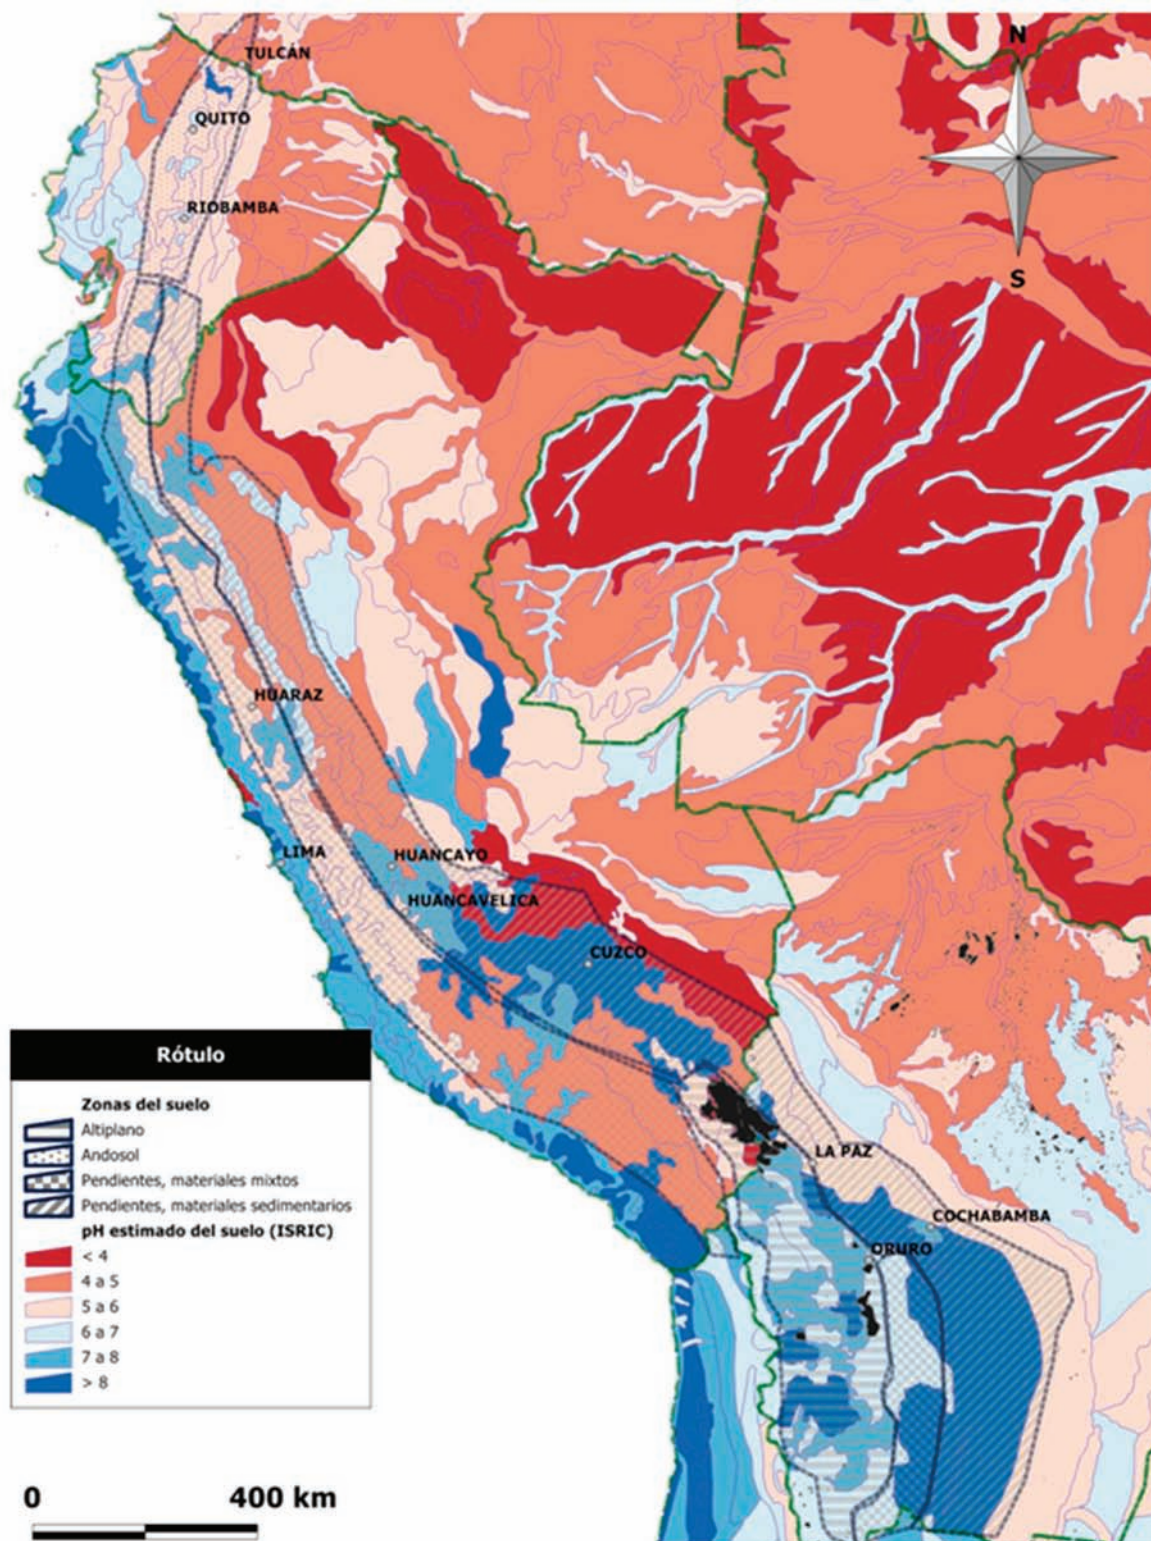 N
TULCÁN
QUITO
RIOBAMBA
S
HUARAZ
LIMA
HUANCAYO
HUANCAVELICA
CUZCO
LA PAZ
COCHABAMBA
ORURO
Rótulo
Zonas del suelo
Altiplano
Andosol
Pendientes, materiales mixtos
Pendientes, materiales sedimentarios
pH estimado del suelo (ISRIC)
< 4
4 a 5
5 a 6
6 a 7
7 a 8
> 8
0 400 km